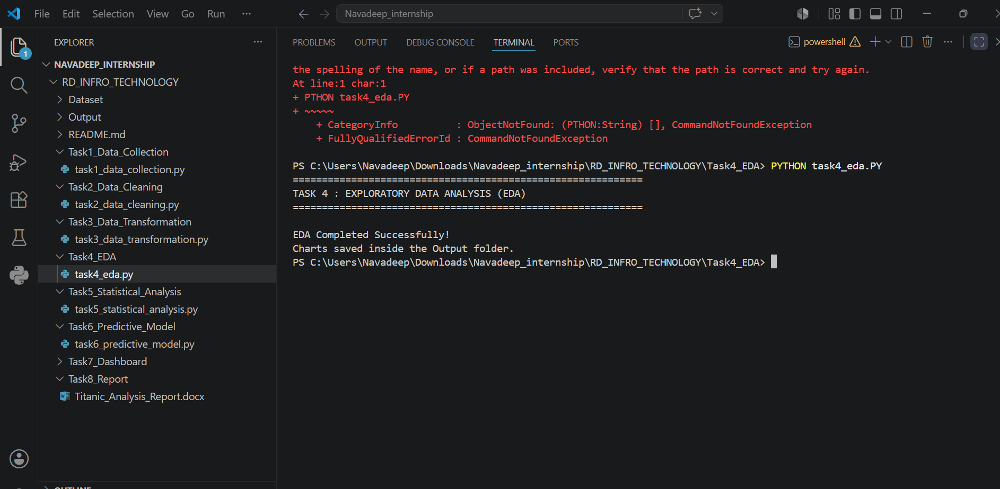 File Edit Selection View Go Run ···
Navadeep_internship
EXPLORER ···
NAVADEEP_INTERNSHIP
RD_INFRO_TECHNOLOGY
Dataset
Output
README.md
Task1_Data_Collection
task1_data_collection.py
Task2_Data_Cleaning
task2_data_cleaning.py
Task3_Data_Transformation
task3_data_transformation.py
Task4_EDA
task4_eda.py
Task5_Statistical_Analysis
task5_statistical_analysis.py
Task6_Predictive_Model
task6_predictive_model.py
Task7_Dashboard
Task8_Report
Titanic_Analysis_Report.docx
OUTLINE
1
PROBLEMS OUTPUT DEBUG CONSOLE TERMINAL PORTS
powershell
the spelling of the name, or if a path was included, verify that the path is correct and try again.
At line:1 char:1
+ PTHON task4_eda.PY
+ ~~~~~
+ CategoryInfo : ObjectNotFound: (PTHON:String) [], CommandNotFoundException
+ FullyQualifiedErrorId : CommandNotFoundException
PS C:\Users\Navadeep\Downloads\Navadeep_internship\RD_INFRO_TECHNOLOGY\Task4_EDA> PYTHON task4_eda.PY
============================================================
TASK 4 : EXPLORATORY DATA ANALYSIS (EDA)
============================================================
EDA Completed Successfully!
Charts saved inside the Output folder.
PS C:\Users\Navadeep\Downloads\Navadeep_internship\RD_INFRO_TECHNOLOGY\Task4_EDA>